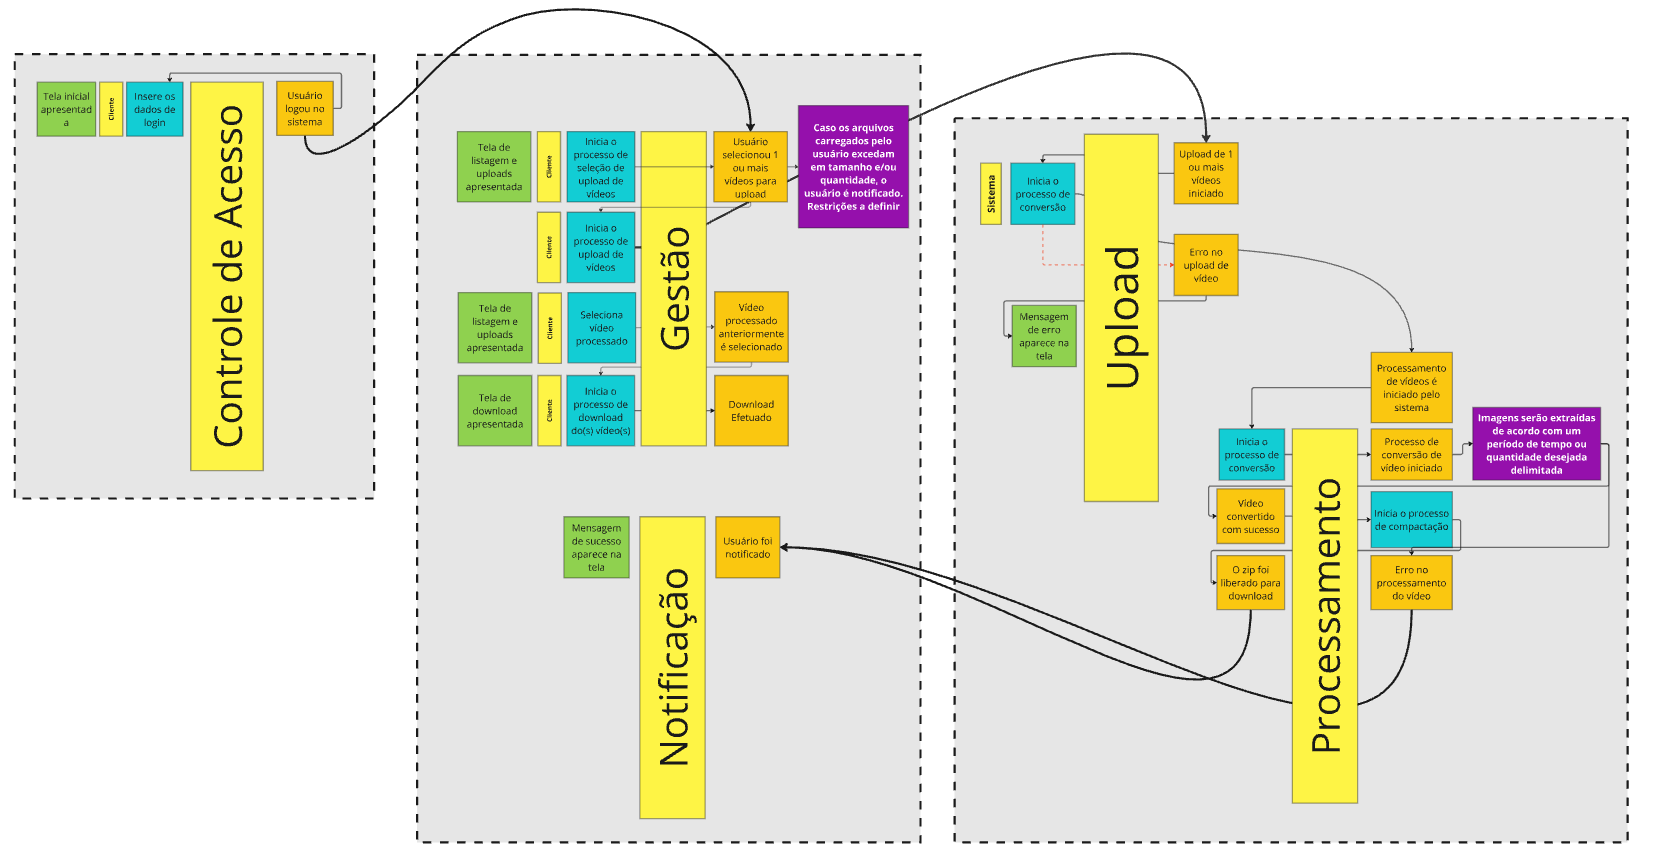 Tela inicial
apresentad
a
Cliente
Insere os
dados de
login
Controle de Acesso
Usuário
logou no
sistema
Tela de
listagem e
uploads
apresentada
Cliente
Inicia o
processo de
seleção de
upload de
vídeos
Gestão
Usuário
selecionou 1
ou mais
vídeos para
upload
Caso os arquivos
carregados pelo
usuário excedam
em tamanho e/ou
quantidade, o
usuário é notificado.
Restrições a definir
Cliente
Inicia o
processo de
upload de
vídeos
Tela de
listagem e
uploads
apresentada
Cliente
Seleciona
vídeo
processado
Vídeo
processado
anteriormente
é selecionado
Tela de
download
apresentada
Cliente
Inicia o
processo de
download
do(s) vídeo(s)
Download
Efetuado
Mensagem
de sucesso
aparece na
tela
Notificação
Usuário foi
notificado
Sistema
Inicia o
processo de
conversão
Upload
Upload de 1
ou mais
vídeos
iniciado
Erro no
upload de
vídeo
Mensagem
de erro
aparece na
tela
Processamento
de vídeos é
iniciado pelo
sistema
Inicia o
processo de
conversão
Processamento
Processo de
conversão de
vídeo iniciado
Imagens serão extraídas
de acordo com um
período de tempo ou
quantidade desejada
delimitada
Vídeo
convertido
com sucesso
Inicia o processo
de compactação
O zip foi
liberado para
download
Erro no
processamento
do vídeo